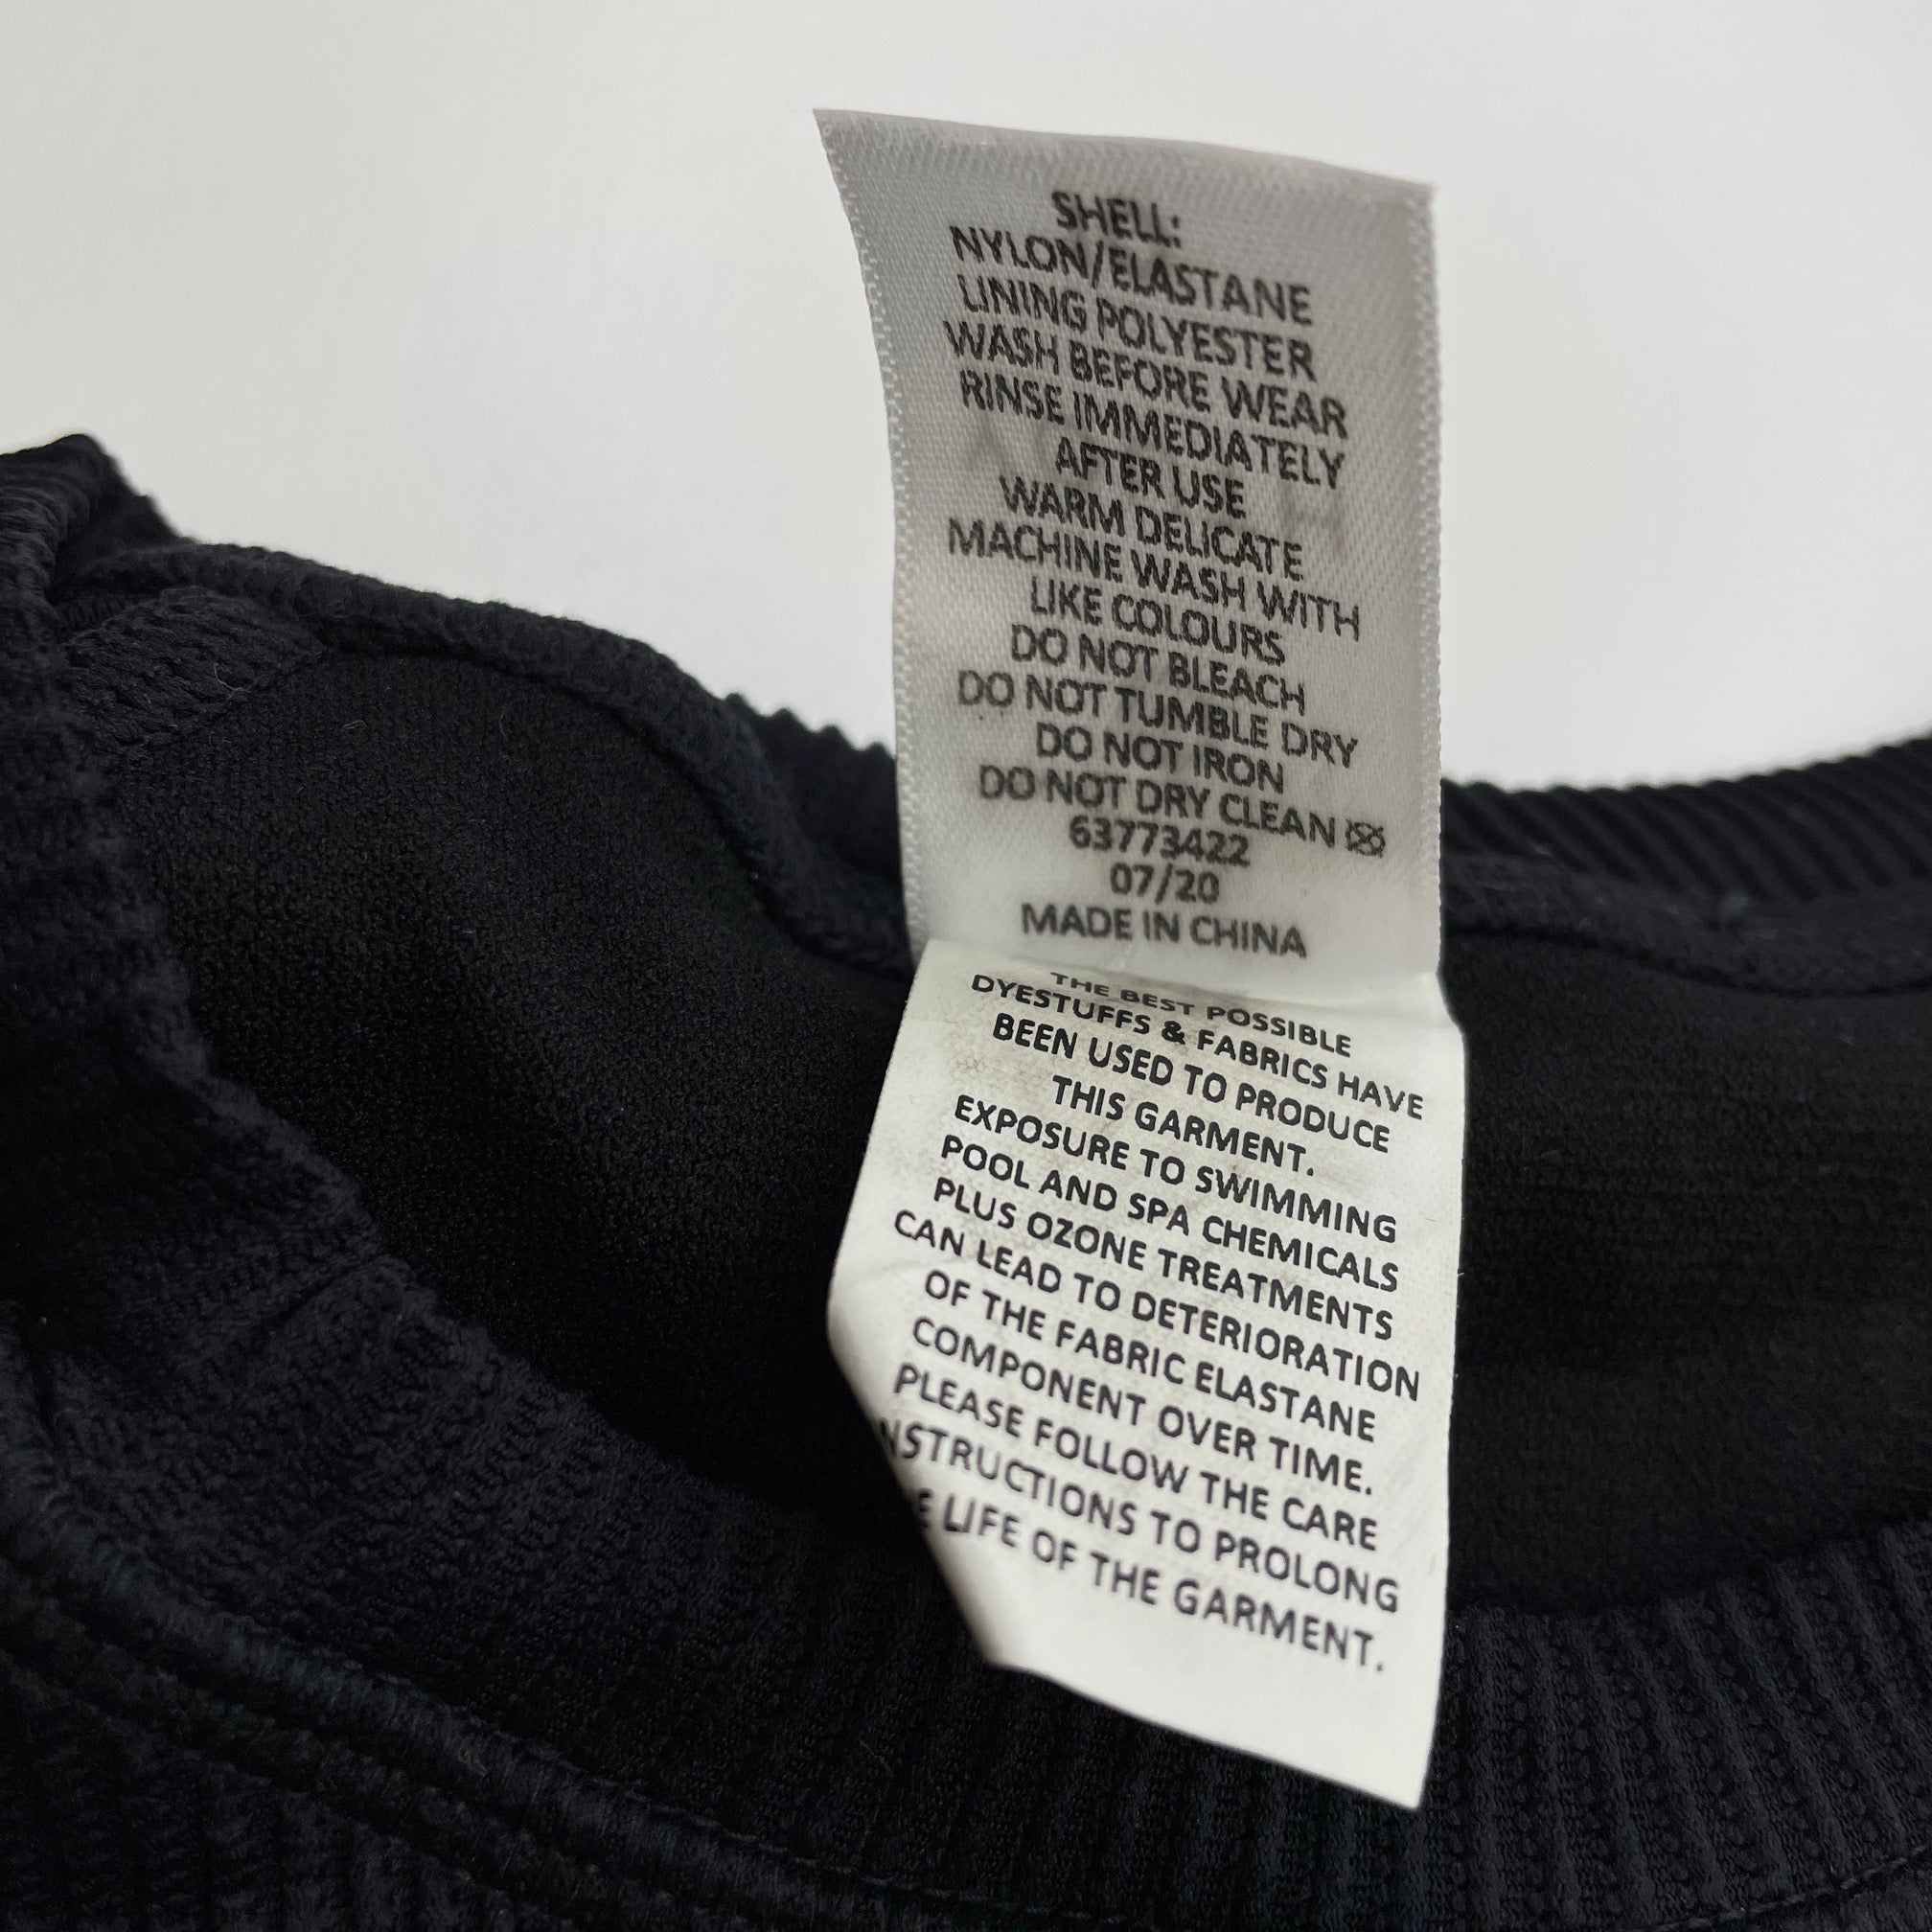 SHELL:
NYLON/ELASTANE
LINING POLYESTER
WASH BEFORE WEAR
RINSE IMMEDIATELY
AFTER USE
WARM DELICATE
MACHINE WASH WITH
LIKE COLOURS
DO NOT BLEACH
DO NOT TUMBLE DRY
DO NOT IRON
DO NOT DRY CLEAN
63773422
07/20
MADE IN CHINA
THE BEST POSSIBLE
DYESTUFFS & FABRICS HAVE
BEEN USED TO PRODUCE
THIS GARMENT.
EXPOSURE TO SWIMMING
POOL AND SPA CHEMICALS
PLUS OZONE TREATMENTS
CAN LEAD TO DETERIORATION
OF THE FABRIC ELASTANE
COMPONENT OVER TIME.
PLEASE FOLLOW THE CARE
NSTRUCTIONS TO PROLONG
E LIFE OF THE GARMENT.